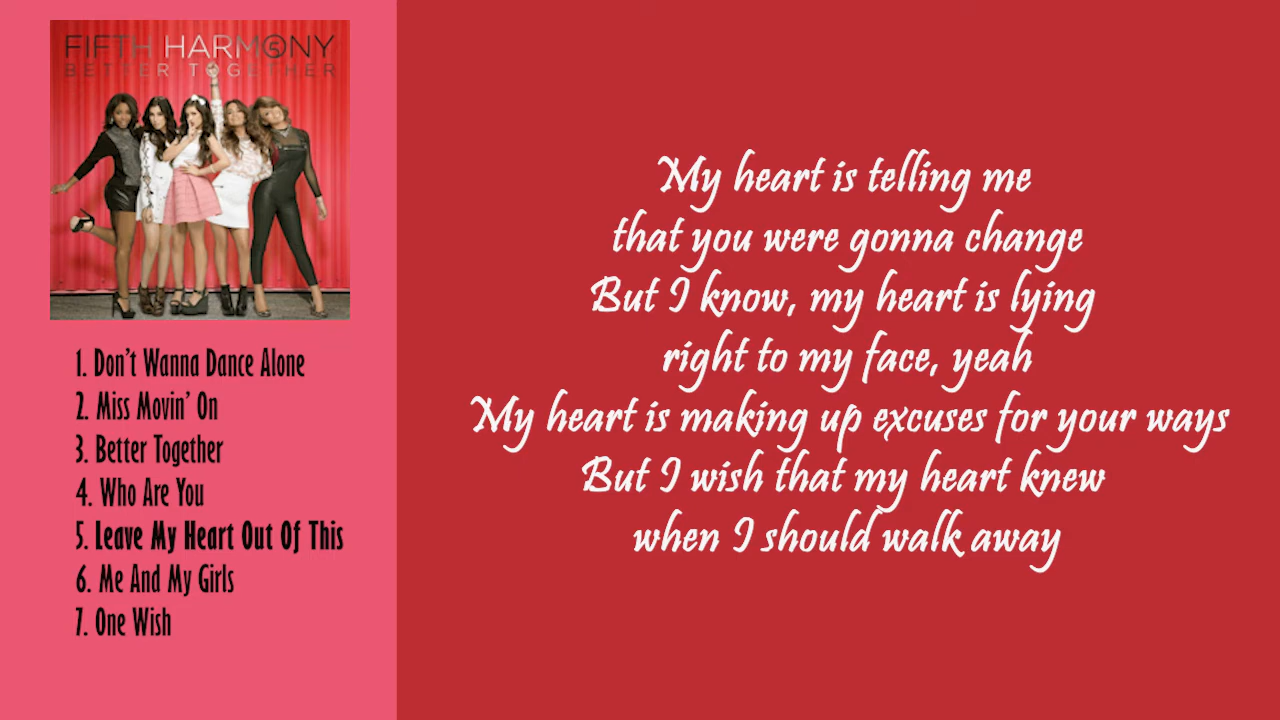 FIFTH HARMONY
BETTER TOGETHER
1. Don't Wanna Dance Alone
2. Miss Movin' On
3. Better Together
4. Who Are You
5. Leave My Heart Out Of This
6. Me And My Girls
7. One Wish
My heart is telling me
that you were gonna change
But I know, my heart is lying
right to my face, yeah
My heart is making up excuses for your ways
But I wish that my heart knew
when I should walk away